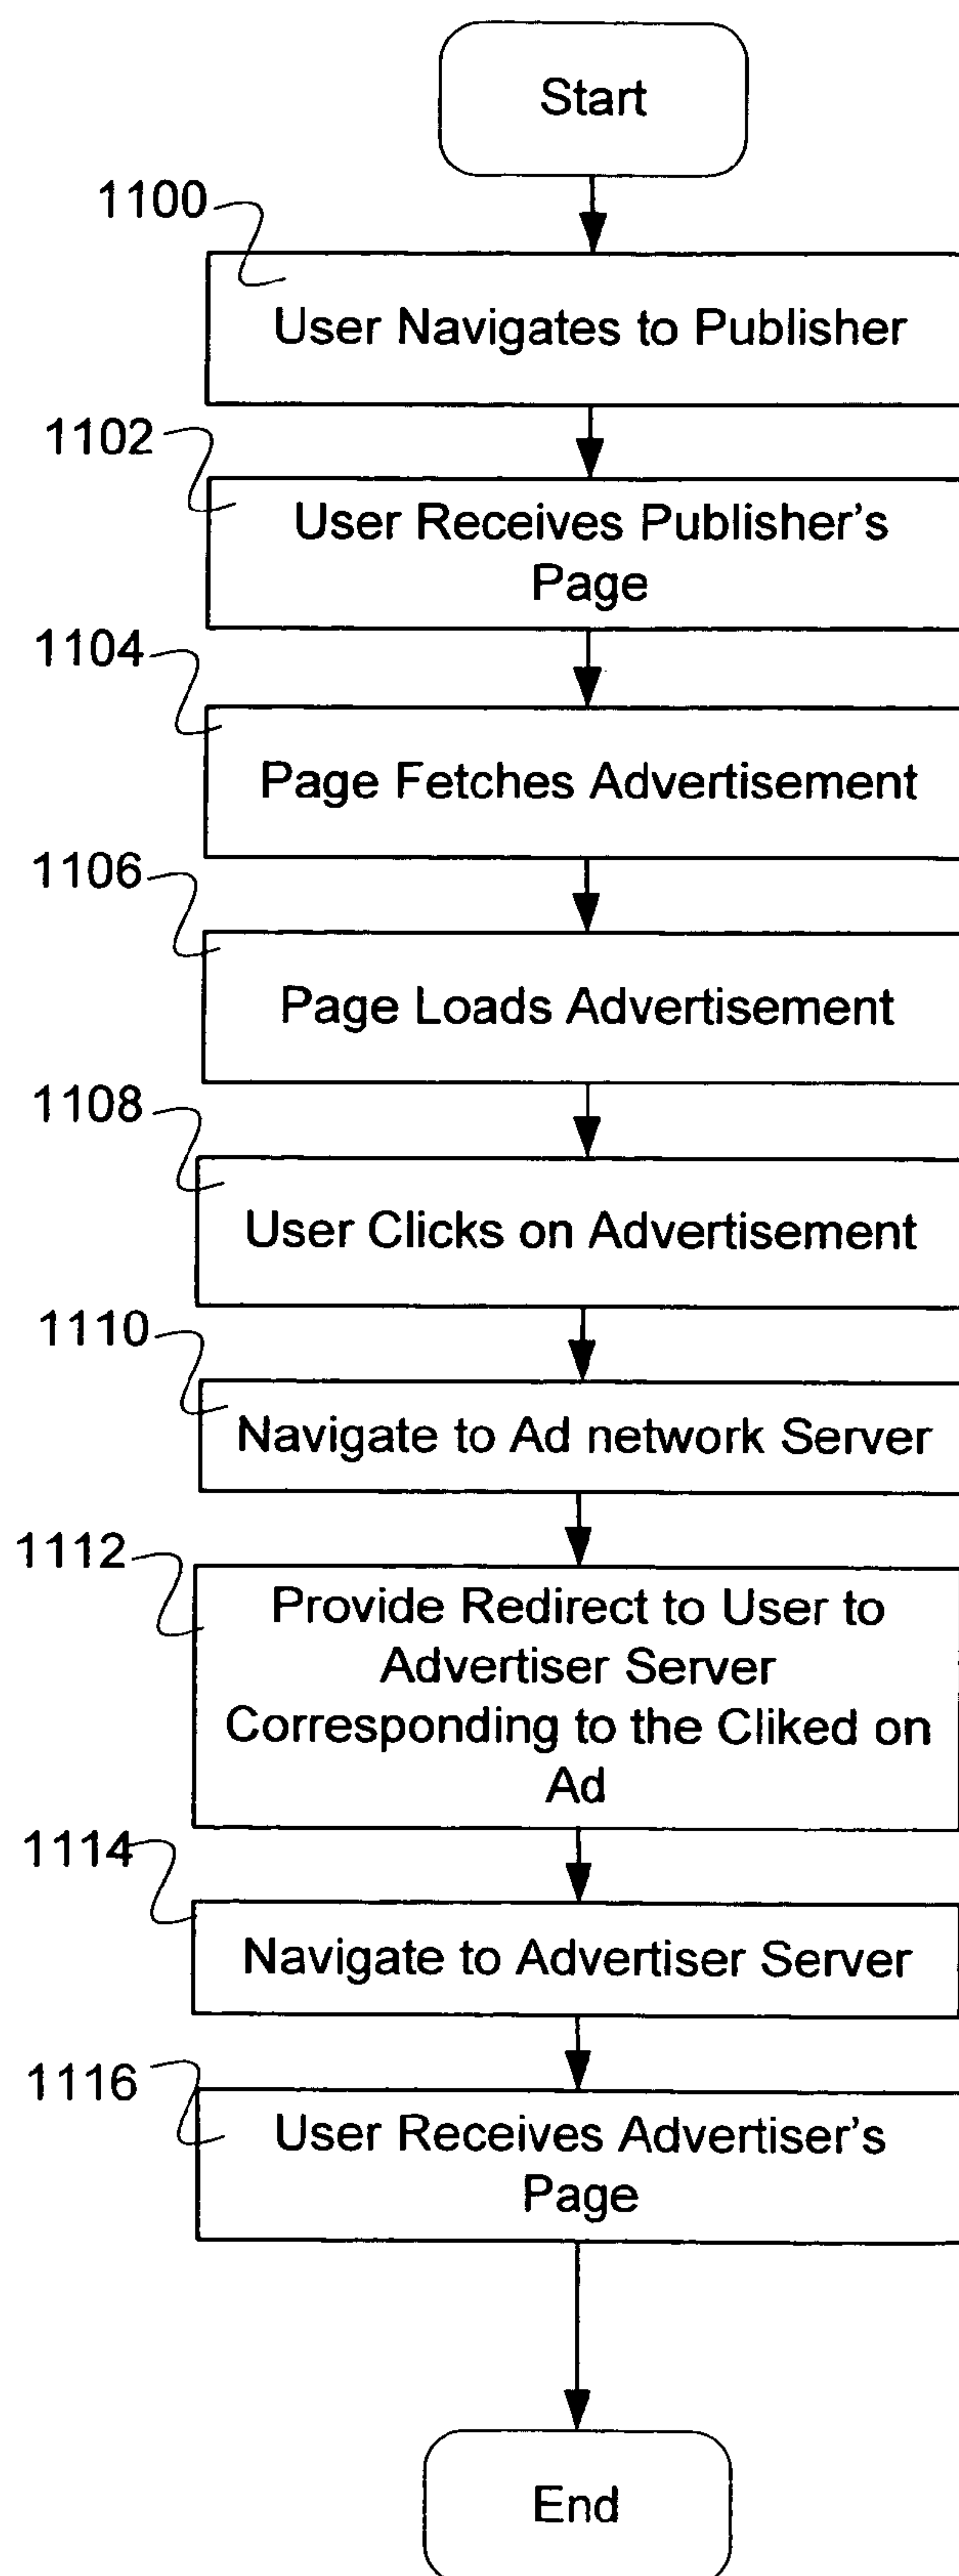 Start
1100
User Navigates to Publisher
1102
User Receives Publisher's
Page
1104
Page Fetches Advertisement
1106
Page Loads Advertisement
1108
User Clicks on Advertisement
1110
Navigate to Ad network Server
1112
Provide Redirect to User to
Advertiser Server
Corresponding to the Cliked on
Ad
1114
Navigate to Advertiser Server
1116
User Receives Advertiser's
Page
End